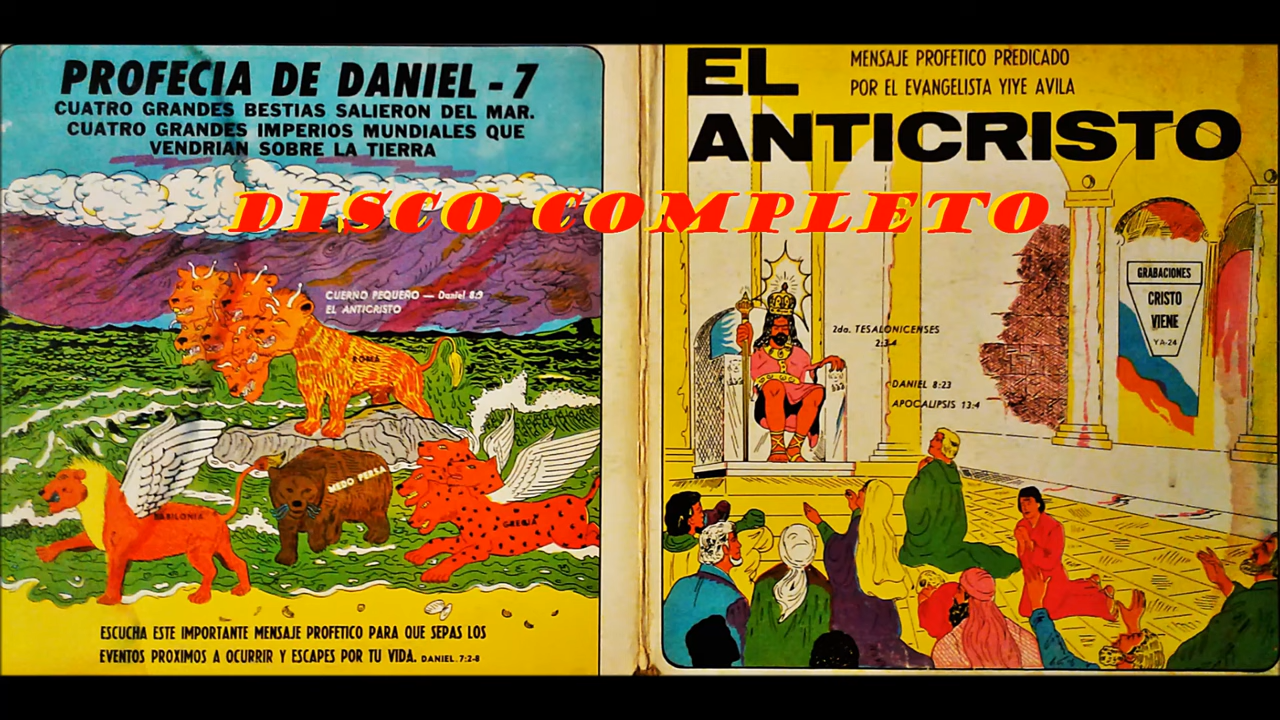 PROFECIA DE DANIEL - 7
CUATRO GRANDES BESTIAS SALIERON DEL MAR.
CUATRO GRANDES IMPERIOS MUNDIALES QUE
VENDRIAN SOBRE LA TIERRA
DISCO COMPLETO
CUERNO PEQUEÑO — Daniel 8:9
EL ANTICRISTO
ROMA
BABILONIA
MEDO PERSA
GRECIA
ESCUCHA ESTE IMPORTANTE MENSAJE PROFETICO PARA QUE SEPAS LOS
EVENTOS PROXIMOS A OCURRIR Y ESCAPES POR TU VIDA. DANIEL 7:2-8
EL
ANTICRISTO
MENSAJE PROFETICO PREDICADO
POR EL EVANGELISTA YIYE AVILA
GRABACIONES
CRISTO
VIENE
YA-24
2da. TESALONICENSES
2:3-4
DANIEL 8:23
APOCALIPSIS 13:4